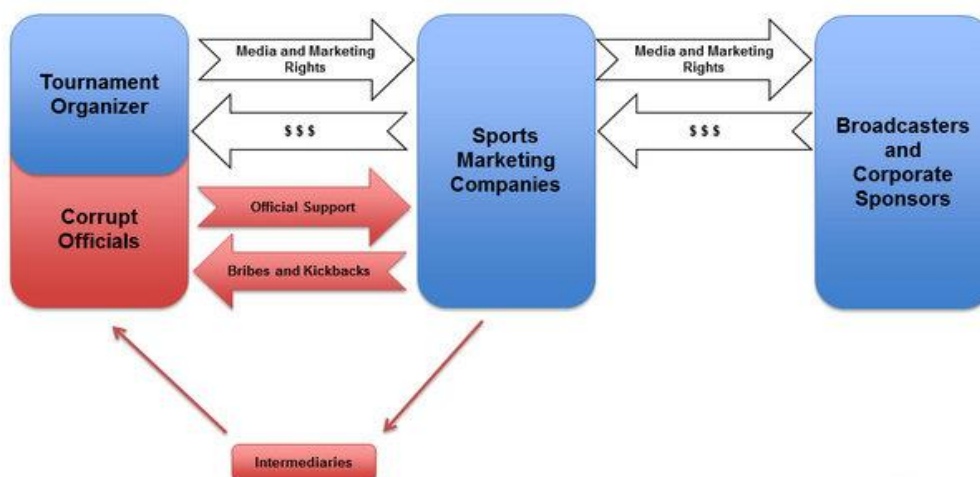 Tournament
Organizer
Corrupt
Officials
Media and Marketing
Rights
$ $ $
Official Support
Bribes and Kickbacks
Sports
Marketing
Companies
Media and Marketing
Rights
$ $ $
Broadcasters
and
Corporate
Sponsors
Intermediaries